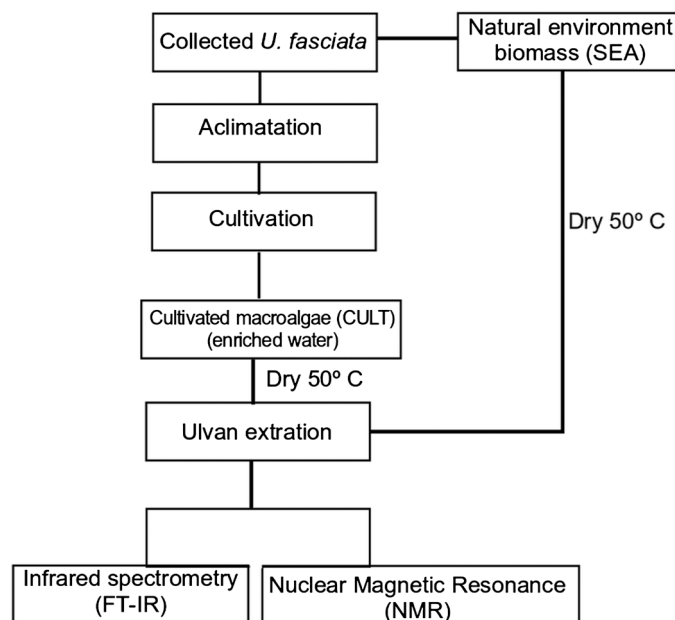 Collected U. fasciata
Natural environment
biomass (SEA)
Aclimatation
Cultivation
Dry 50º C
Cultivated macroalgae (CULT)
(enriched water)
Dry 50º C
Ulvan extration
Infrared spectrometry
(FT-IR)
Nuclear Magnetic Resonance
(NMR)